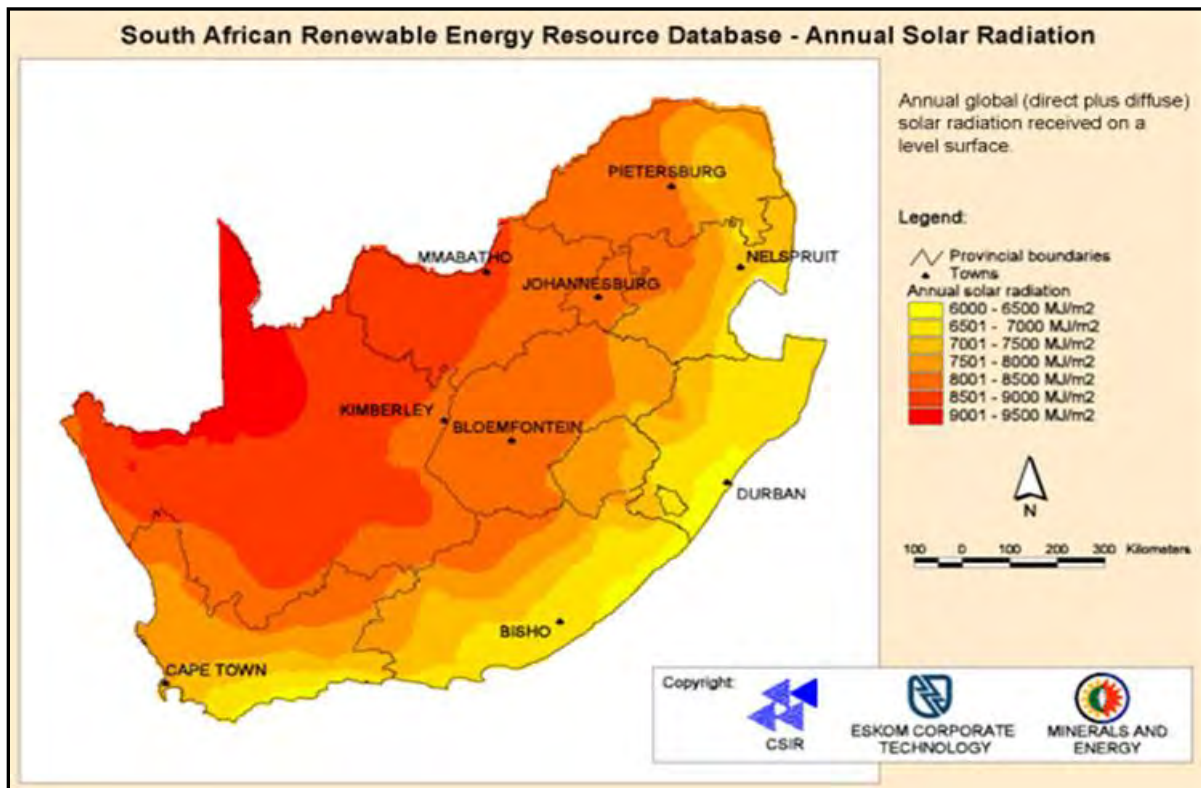 South African Renewable Energy Resource Database - Annual Solar Radiation
Annual global (direct plus diffuse)
solar radiation received on a
level surface.
PIETERSBURG
Legend:
Provincial boundaries
MMABATHO
NELSPRUIT
Towns
JOHANNESBURG
Annual solar radiation
6000 - 6500 MJ/m2
6501 - 7000 MJ/m2
7001 - 7500 MJ/m2
7501 - 8000 MJ/m2
8001 - 8500 MJ/m2
8501 - 9000 MJ/m2
9001 - 9500 MJ/m2
KIMBERLEY
BLOEMFONTEIN
DURBAN
N
100 0 100 200 300 Kilometers
BISHO
CAPE TOWN
Copyright:
CSIR
ESKOM CORPORATE
TECHNOLOGY
MINERALS AND
ENERGY